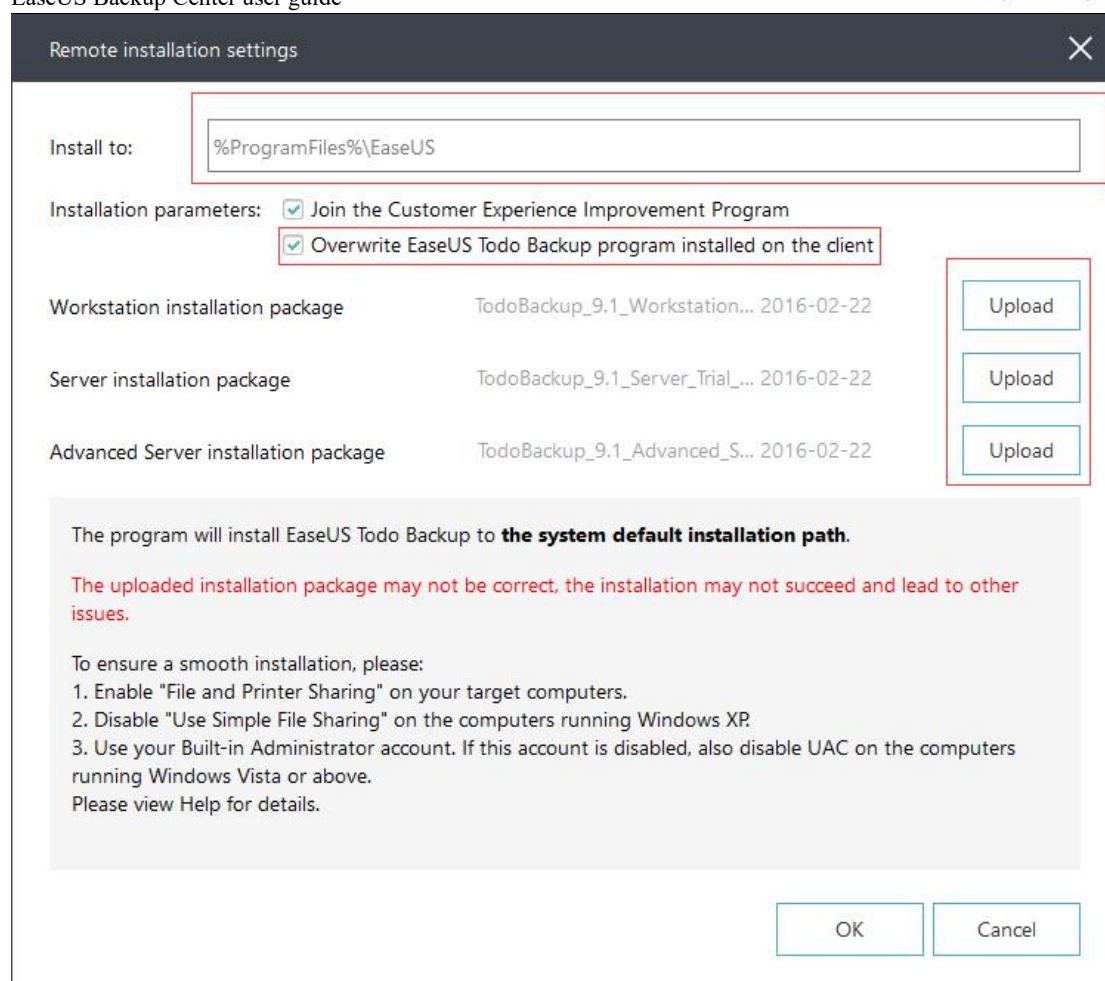 EaseUS Backup Center user guide
Remote installation settings
Install to:
%ProgramFiles%\EaseUS
Installation parameters:
Join the Customer Experience Improvement Program
Overwrite EaseUS Todo Backup program installed on the client
Workstation installation package TodoBackup_9.1_Workstation... 2016-02-22 Upload
Server installation package TodoBackup_9.1_Server_Trial_... 2016-02-22 Upload
Advanced Server installation package TodoBackup_9.1_Advanced_S... 2016-02-22 Upload
The program will install EaseUS Todo Backup to the system default installation path.
The uploaded installation package may not be correct, the installation may not succeed and lead to other
issues.
To ensure a smooth installation, please:
1. Enable "File and Printer Sharing" on your target computers.
2. Disable "Use Simple File Sharing" on the computers running Windows XP.
3. Use your Built-in Administrator account. If this account is disabled, also disable UAC on the computers
running Windows Vista or above.
Please view Help for details.
OK Cancel